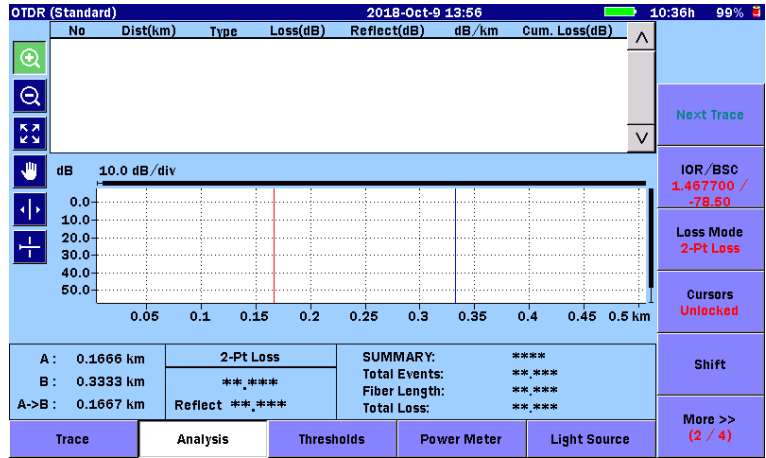 OTDR (Standard) 2018-Oct-9 13:56 10:36h 99%
No Dist(km) Type Loss(dB) Reflect(dB) dB/km Cum. Loss(dB)
Next Trace
dB 10.0 dB/div
IOR/BSC
1.467700 /
-78.50
0.0
10.0
20.0
30.0
40.0
50.0
Loss Mode
2-Pt Loss
Cursors
Unlocked
0.05 0.1 0.15 0.2 0.25 0.3 0.35 0.4 0.45 0.5 km
A: 0.1666 km
B: 0.3333 km
A->B: 0.1667 km
2-Pt Loss
**.***
Reflect **.***
SUMMARY: ****
Total Events: **.***
Fiber Length: **.***
Total Loss: **.***
Shift
More >>
(2 / 4)
Trace Analysis Thresholds Power Meter Light Source